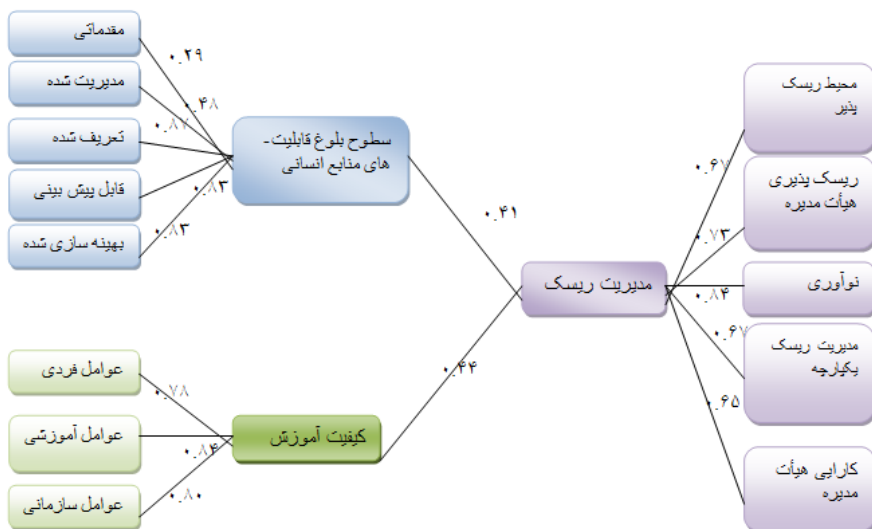 مقدماتی
مدیریت شده
تعریف شده
قابل پیش بینی
بهینه سازی شده
۰.۲۹
۰.۴۸
۰.۸۷
۰.۸۳
۰.۸۳
سطوح بلوغ قابلیت-
های منابع انسانی
۰.۴۱
عوامل فردی
عوامل آموزشی
عوامل سازمانی
۰.۷۸
۰.۸۴
۰.۸۰
کیفیت آموزش
۰.۴۴
مدیریت ریسک
۰.۶۷
۰.۷۳
۰.۸۴
۰.۶۷
۰.۶۵
محیط ریسک
پذیر
ریسک پذیری
هیأت مدیره
نوآوری
مدیریت ریسک
یکپارچه
کارایی هیأت
مدیره